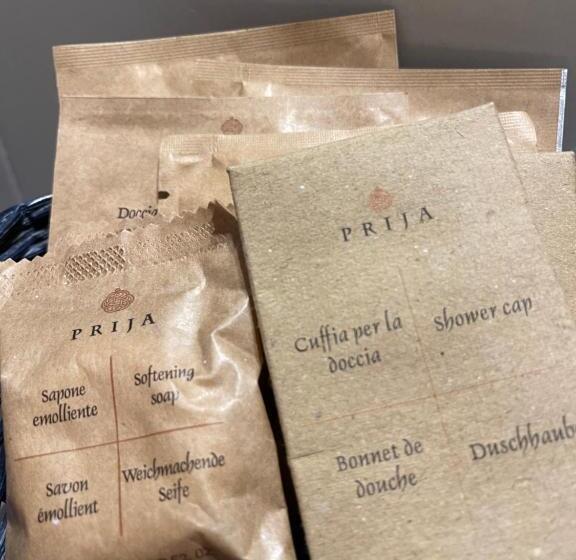 Doccia
PRIJA
Sapone
emolliente
Softening
soap
Savon
émollient
Weichmachende
Seife
PRIJA
Cuffia per la
doccia
Shower cap
Bonnet de
douche
Duschhaub